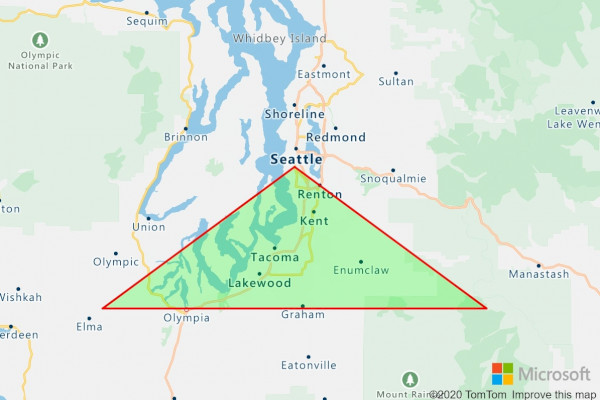 Sequim
Whidbey Island
Olympic
National Park
Eastmont
Sultan
Shoreline
Leavenw
Lake Wen
Brinnon
Redmond
Seattle
Snoqualmie
Renton
nton
Union
Kent
Olympic
Tacoma
Enumclaw
Manastash
Lakewood
Wishkah
Graham
Olympia
Elma
erdeen
Eatonville
Microsoft
Mount Rain
©2020 TomTom Improve this map